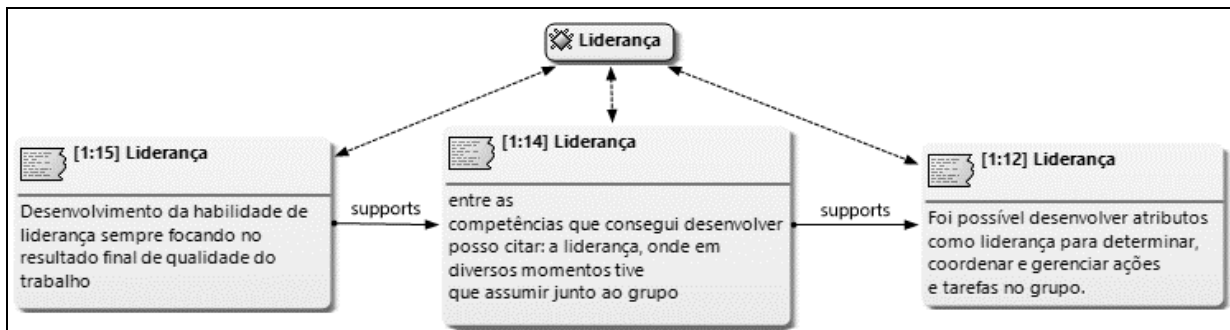 Liderança
[1:15] Liderança
Desenvolvimento da habilidade de
liderança sempre focando no
resultado final de qualidade do
trabalho
supports
[1:14] Liderança
entre as
competências que consegui desenvolver
posso citar: a liderança, onde em
diversos momentos tive
que assumir junto ao grupo
supports
[1:12] Liderança
Foi possível desenvolver atributos
como liderança para determinar,
coordenar e gerenciar ações
e tarefas no grupo.